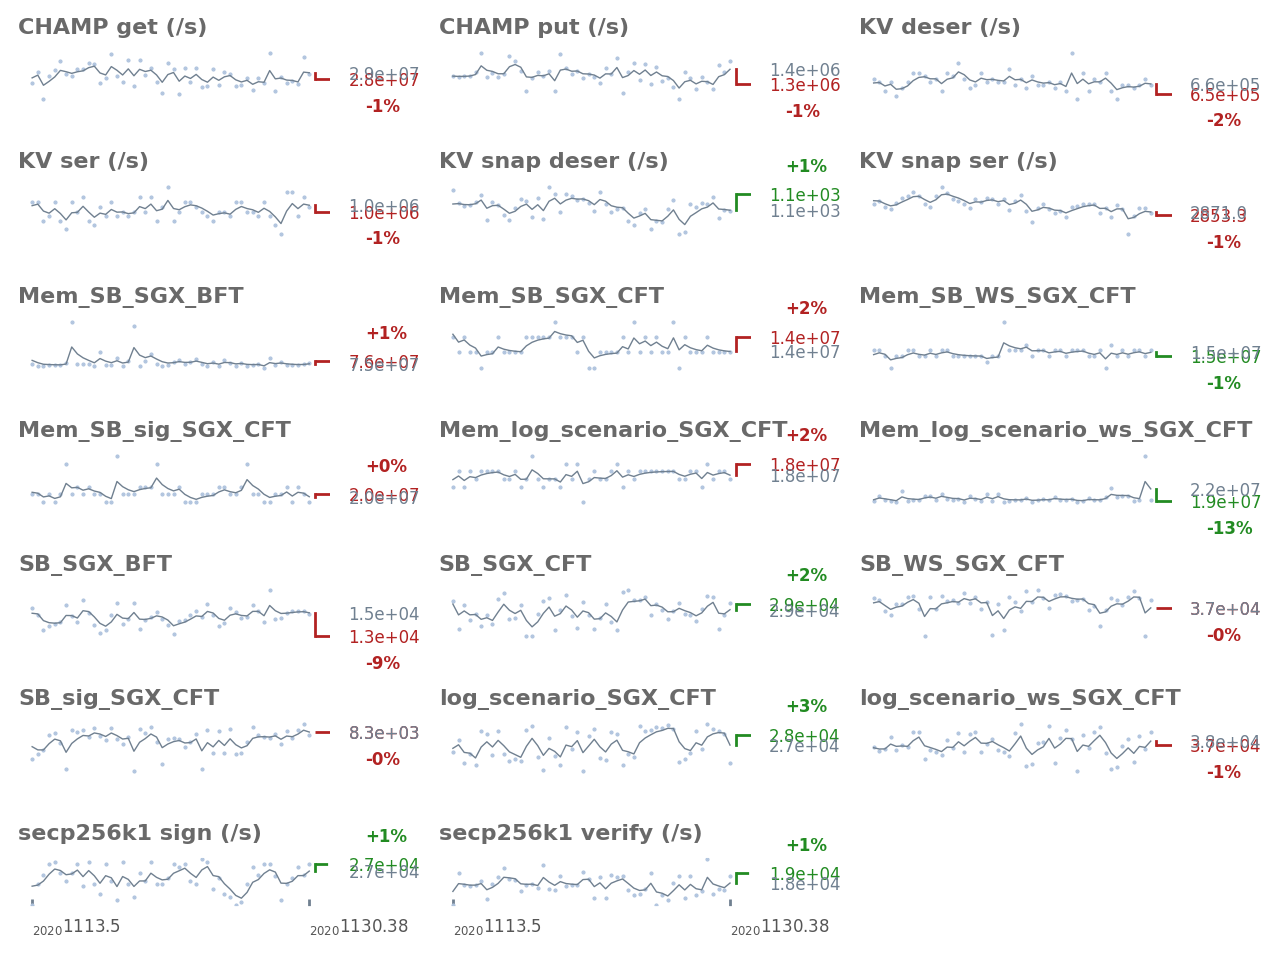 CHAMP get (/s)
2.9e+07
2.8e+07
-1%
CHAMP put (/s)
1.4e+06
1.3e+06
-1%
KV deser (/s)
6.6e+05
6.5e+05
-2%
KV ser (/s)
1.0e+06
1.0e+06
-1%
KV snap deser (/s)
+1%
1.1e+03
1.1e+03
KV snap ser (/s)
2853.3
-1%
Mem_SB_SGX_BFT
+1%
7.6e+07
7.5e+07
Mem_SB_SGX_CFT
+2%
1.4e+07
1.4e+07
Mem_SB_WS_SGX_CFT
1.5e+07
1.5e+07
-1%
Mem_SB_sig_SGX_CFT
+0%
2.0e+07
2.0e+07
Mem_log_scenario_SGX_CFT
+2%
1.8e+07
1.8e+07
Mem_log_scenario_ws_SGX_CFT
2.2e+07
1.9e+07
-13%
SB_SGX_BFT
1.5e+04
1.3e+04
-9%
SB_SGX_CFT
+2%
2.9e+04
2.9e+04
SB_WS_SGX_CFT
3.7e+04
-0%
SB_sig_SGX_CFT
8.3e+03
-0%
log_scenario_SGX_CFT
+3%
2.8e+04
2.7e+04
log_scenario_ws_SGX_CFT
3.8e+04
3.7e+04
-1%
secp256k1 sign (/s)
+1%
2.7e+04
2.7e+04
2020 1113.5
2020 1130.38
secp256k1 verify (/s)
+1%
1.9e+04
1.8e+04
2020 1113.5
2020 1130.38